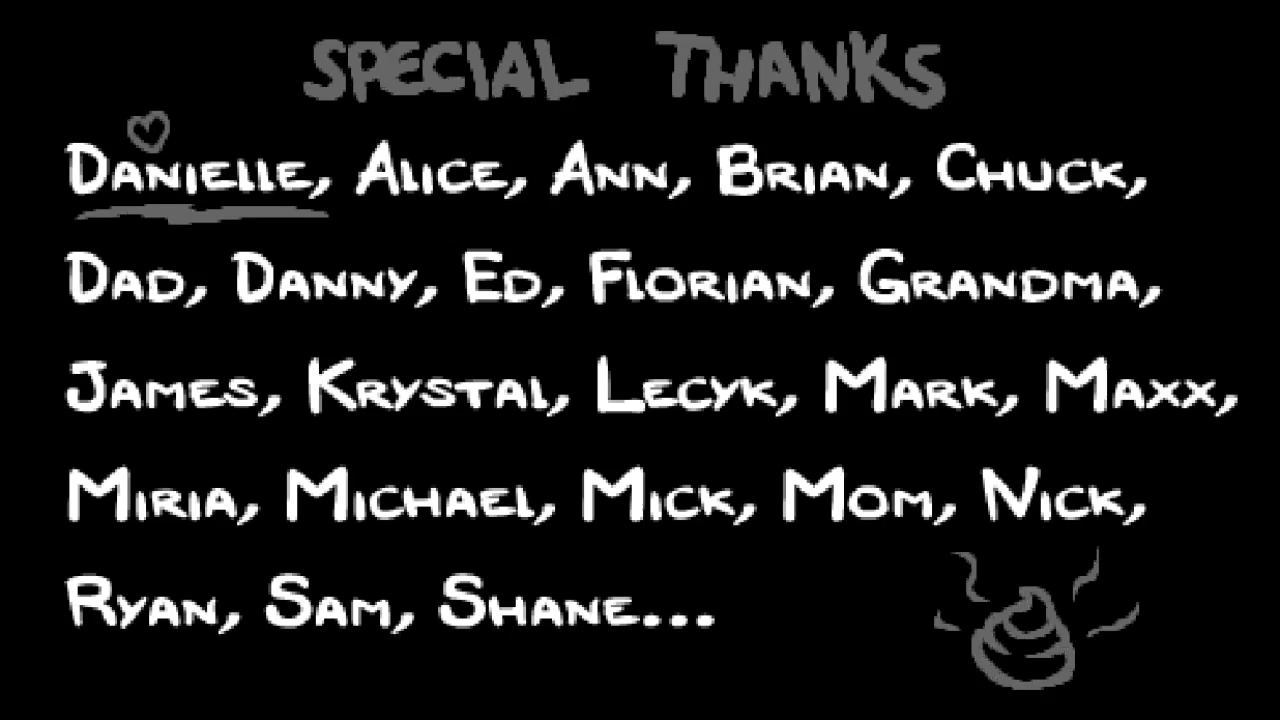 SPECIAL THANKS
DANIELLE, ALICE, ANN, BRIAN, CHUCK,
DAD, DANNY, ED, FLORIAN, GRANDMA,
JAMES, KRYSTAL, LECYK, MARK, MAXX,
MIRIA, MICHAEL, MICK, MOM, NICK,
RYAN, SAM, SHANE...